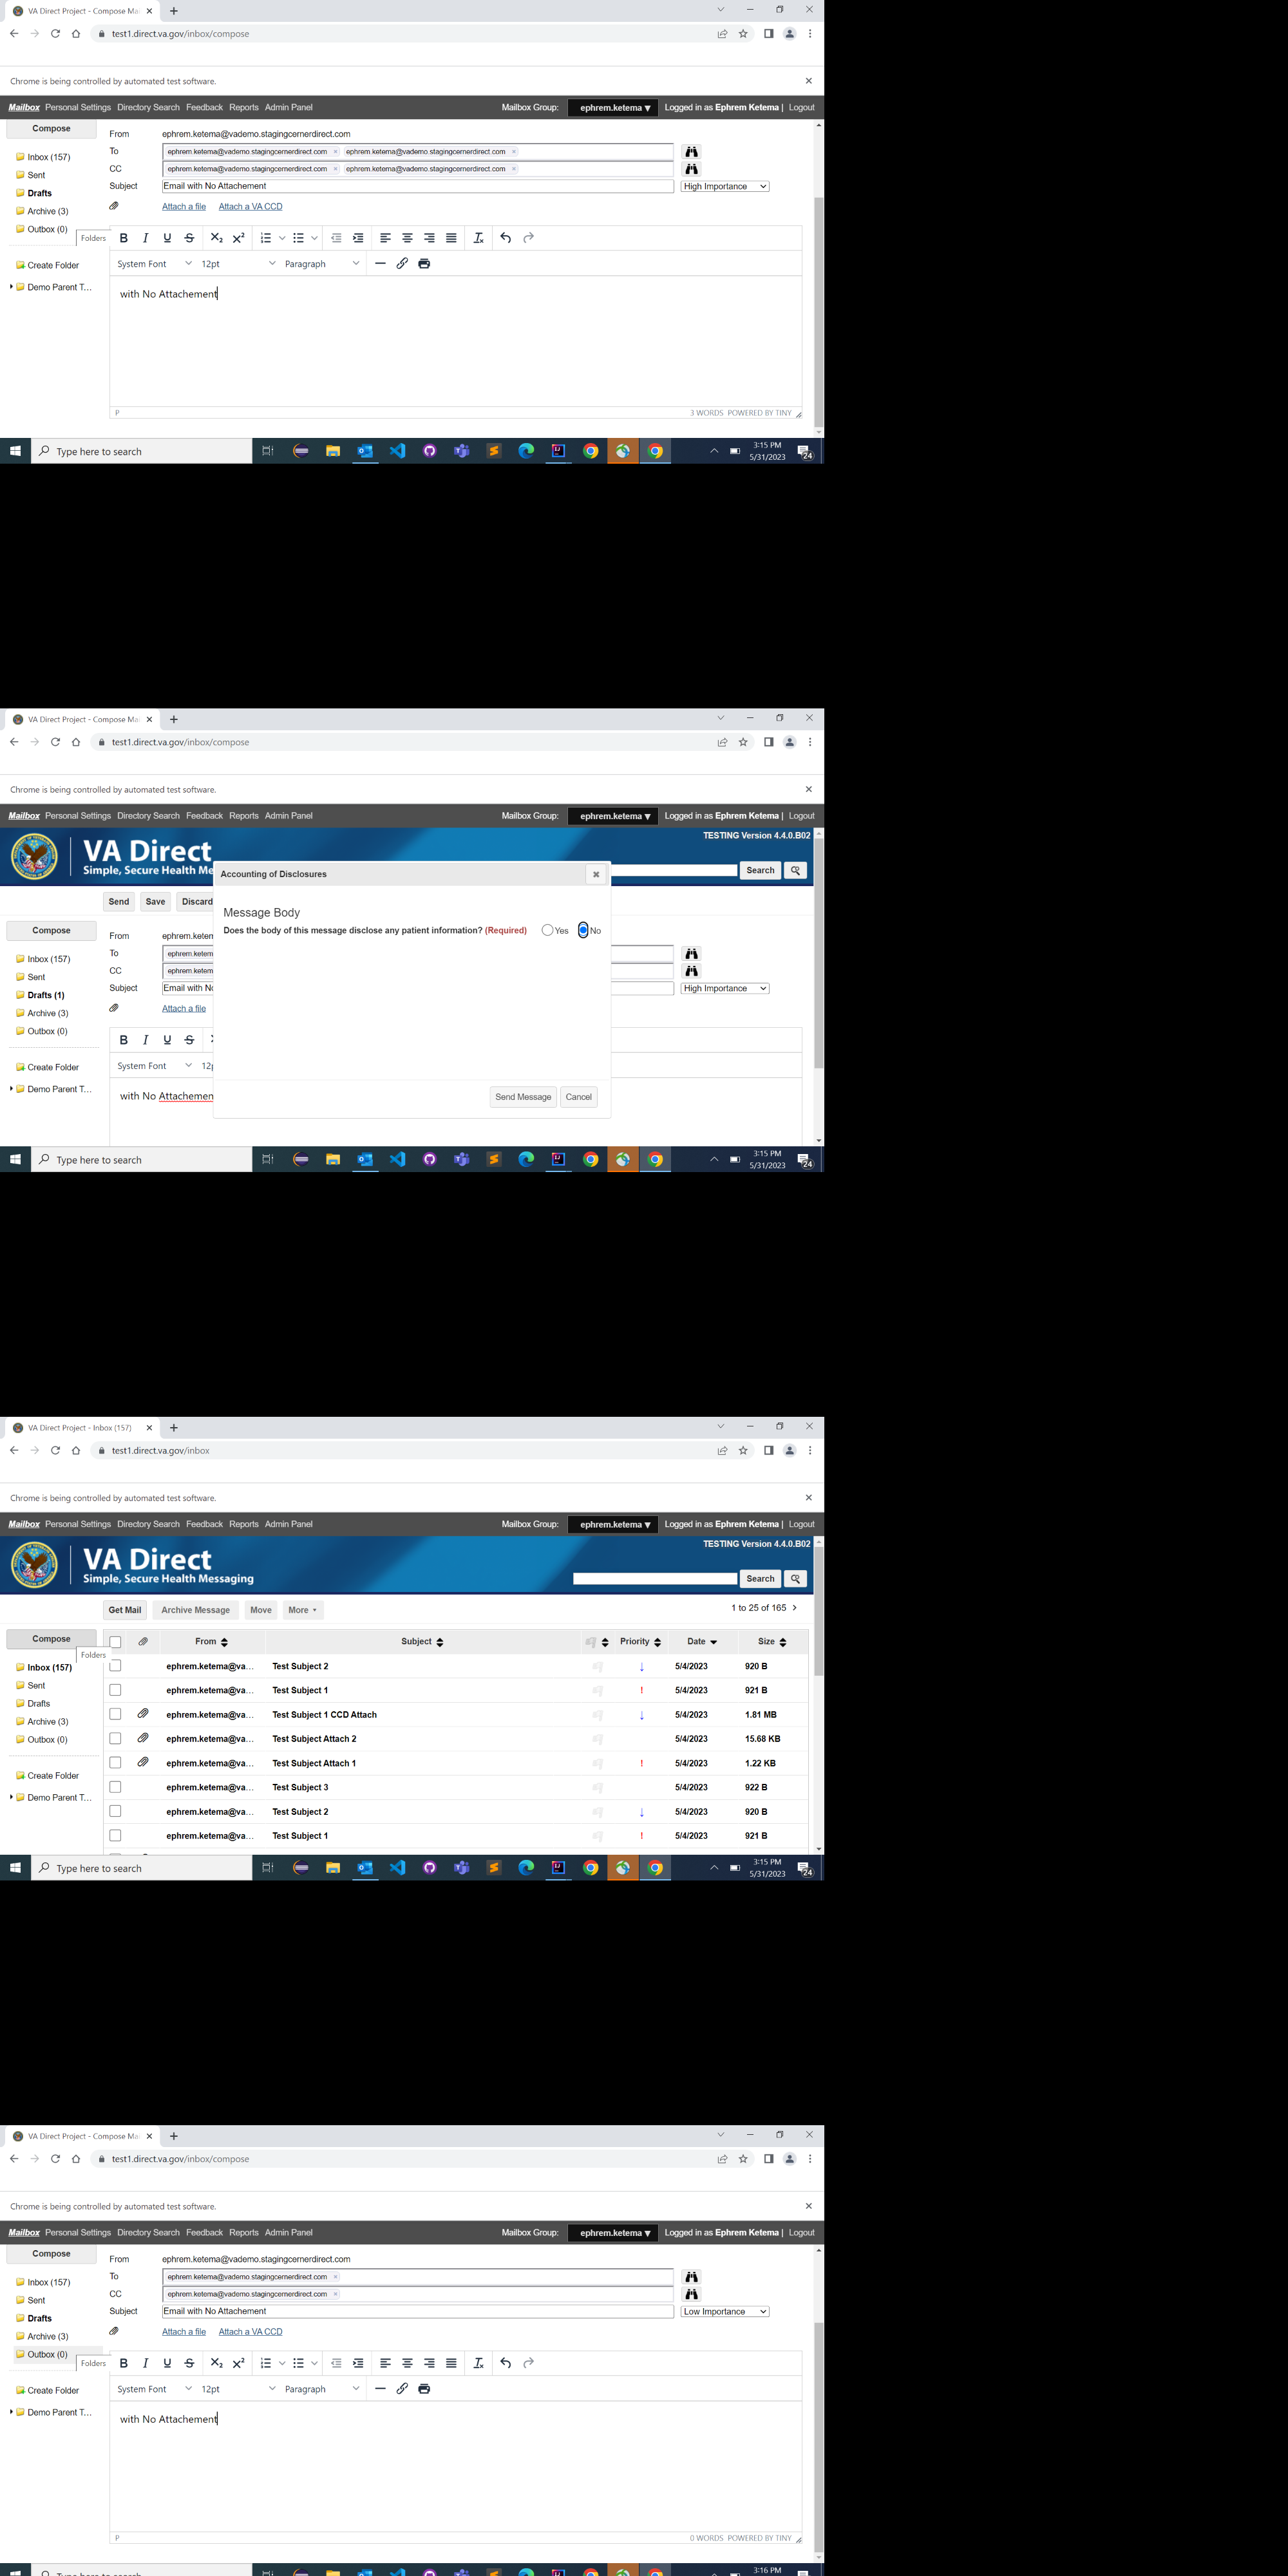 VA Direct Project - Compose Ma
test1.direct.va.gov/inbox/compose
Chrome is being controlled by automated test software.
Mailbox Personal Settings Directory Search Feedback Reports Admin Panel Mailbox Group: ephrem.ketema ▼ Logged in as Ephrem Ketema | Logout
Compose
From ephrem.ketema@vademo.stagingcernerdirect.com
To ephrem.ketema@vademo.stagingcernerdirect.com × ephrem.ketema@vademo.stagingcernerdirect.com ×
Inbox (157)
CC ephrem.ketema@vademo.stagingcernerdirect.com × ephrem.ketema@vademo.stagingcernerdirect.com ×
Sent
Subject Email with No Attachement High Importance
Drafts
Attach a file Attach a VA CCD
Archive (3)
Outbox (0)
Folders
B I U S X₂ X²
Create Folder
System Font 12pt Paragraph
Demo Parent T...
with No Attachement
P 3 WORDS POWERED BY TINY
Type here to search
3:15 PM
5/31/2023
24
VA Direct Project - Compose Ma
test1.direct.va.gov/inbox/compose
Chrome is being controlled by automated test software.
Mailbox Personal Settings Directory Search Feedback Reports Admin Panel Mailbox Group: ephrem.ketema ▼ Logged in as Ephrem Ketema | Logout
TESTING Version 4.4.0.B02
VA Direct
Simple, Secure Health Me
Search
Accounting of Disclosures
Send Save Discard
Message Body
Does the body of this message disclose any patient information? (Required) Yes No
Compose
From ephrem.ketem
To ephrem.ketem
Inbox (157)
CC ephrem.ketem
Sent
Subject Email with No High Importance
Drafts (1)
Attach a file
Archive (3)
Outbox (0)
B I U S
Create Folder
System Font 12p
Demo Parent T...
with No Attachemen
Send Message Cancel
Type here to search
3:15 PM
5/31/2023
24
VA Direct Project - Inbox (157)
test1.direct.va.gov/inbox
Chrome is being controlled by automated test software.
Mailbox Personal Settings Directory Search Feedback Reports Admin Panel Mailbox Group: ephrem.ketema ▼ Logged in as Ephrem Ketema | Logout
TESTING Version 4.4.0.B02
VA Direct
Simple, Secure Health Messaging
Search
Get Mail Archive Message Move More 1 to 25 of 165 >
Compose
From Subject Priority Date Size
Folders
Inbox (157)
Sent
Drafts
Archive (3)
Outbox (0)
Create Folder
Demo Parent T...
ephrem.ketema@va... Test Subject 2 ↓ 5/4/2023 920 B
ephrem.ketema@va... Test Subject 1 ! 5/4/2023 921 B
ephrem.ketema@va... Test Subject 1 CCD Attach ↓ 5/4/2023 1.81 MB
ephrem.ketema@va... Test Subject Attach 2 5/4/2023 15.68 KB
ephrem.ketema@va... Test Subject Attach 1 ! 5/4/2023 1.22 KB
ephrem.ketema@va... Test Subject 3 5/4/2023 922 B
ephrem.ketema@va... Test Subject 2 ↓ 5/4/2023 920 B
ephrem.ketema@va... Test Subject 1 ! 5/4/2023 921 B
Type here to search
3:15 PM
5/31/2023
24
VA Direct Project - Compose Ma
test1.direct.va.gov/inbox/compose
Chrome is being controlled by automated test software.
Mailbox Personal Settings Directory Search Feedback Reports Admin Panel Mailbox Group: ephrem.ketema ▼ Logged in as Ephrem Ketema | Logout
Compose
From ephrem.ketema@vademo.stagingcernerdirect.com
To ephrem.ketema@vademo.stagingcernerdirect.com ×
Inbox (157)
CC ephrem.ketema@vademo.stagingcernerdirect.com ×
Sent
Subject Email with No Attachement Low Importance
Drafts
Attach a file Attach a VA CCD
Archive (3)
Outbox (0)
Folders
B I U S X₂ X²
Create Folder
System Font 12pt Paragraph
Demo Parent T...
with No Attachement
P 0 WORDS POWERED BY TINY
Type here to search
3:16 PM